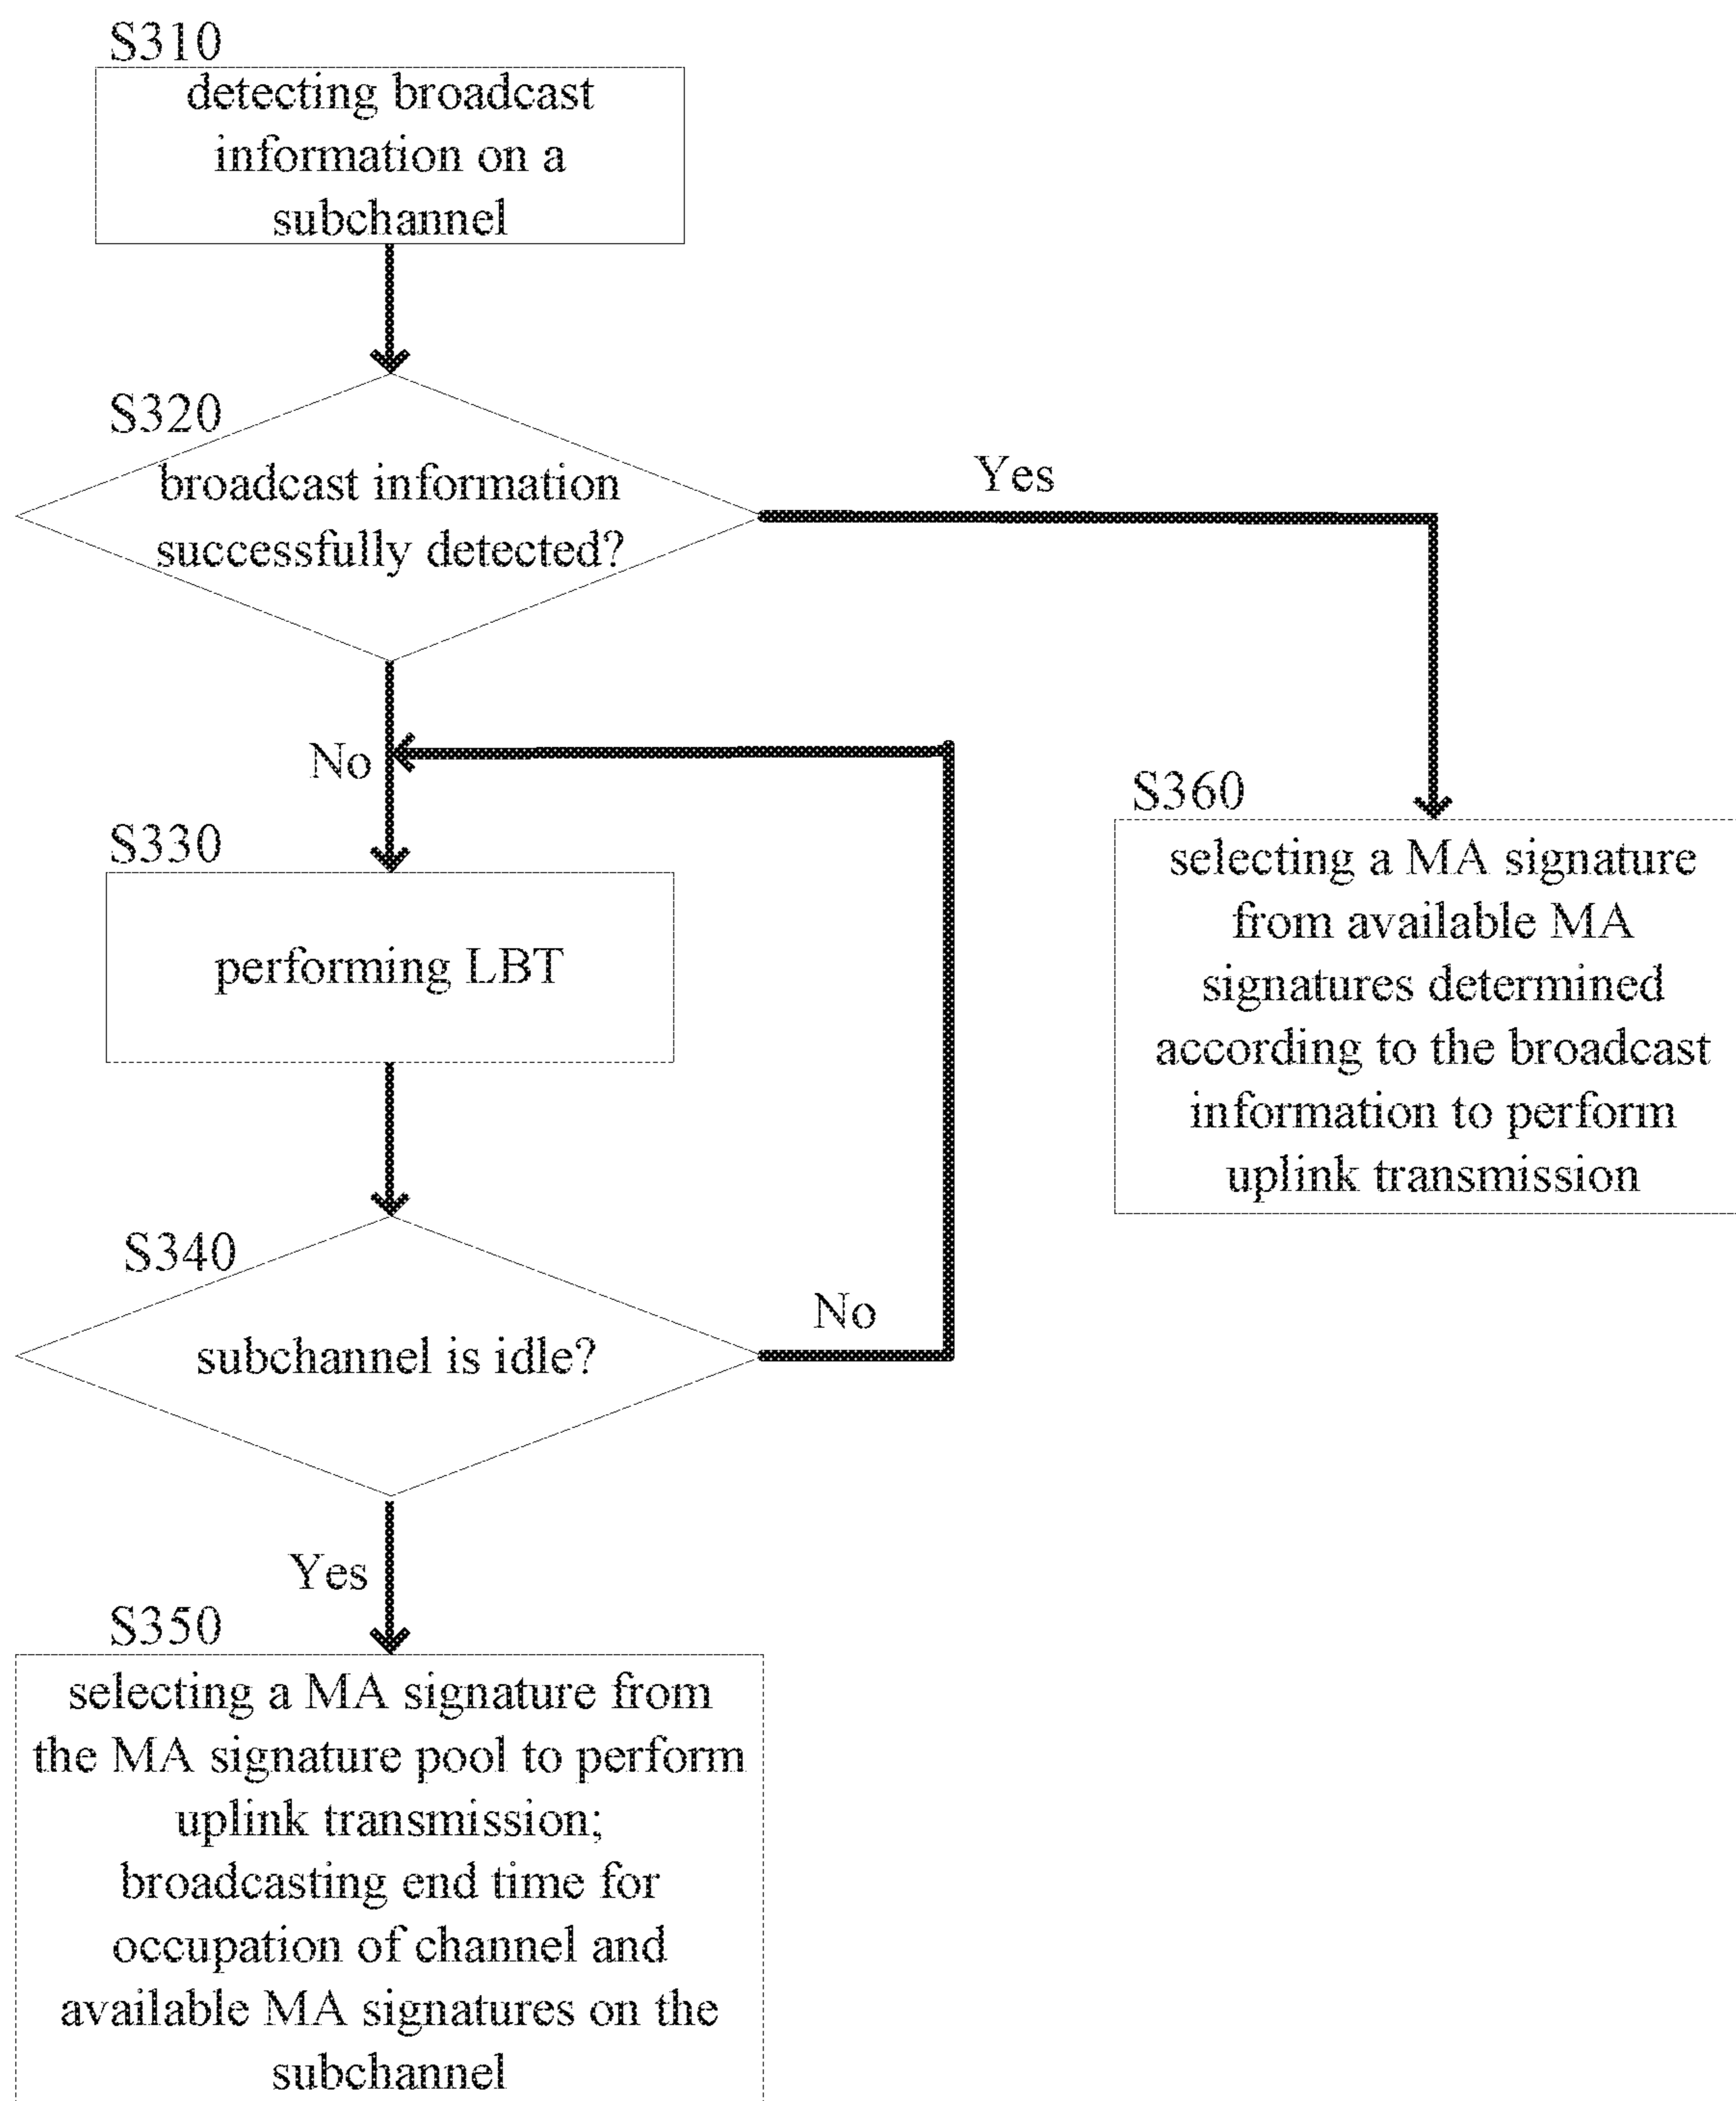 S310
detecting broadcast
information on a
subchannel
S320
broadcast information
successfully detected?
Yes
No
S330
performing LBT
S340
subchannel is idle?
No
Yes
S350
selecting a MA signature from
the MA signature pool to perform
uplink transmission;
broadcasting end time for
occupation of channel and
available MA signatures on the
subchannel
S360
selecting a MA signature
from available MA
signatures determined
according to the broadcast
information to perform
uplink transmission